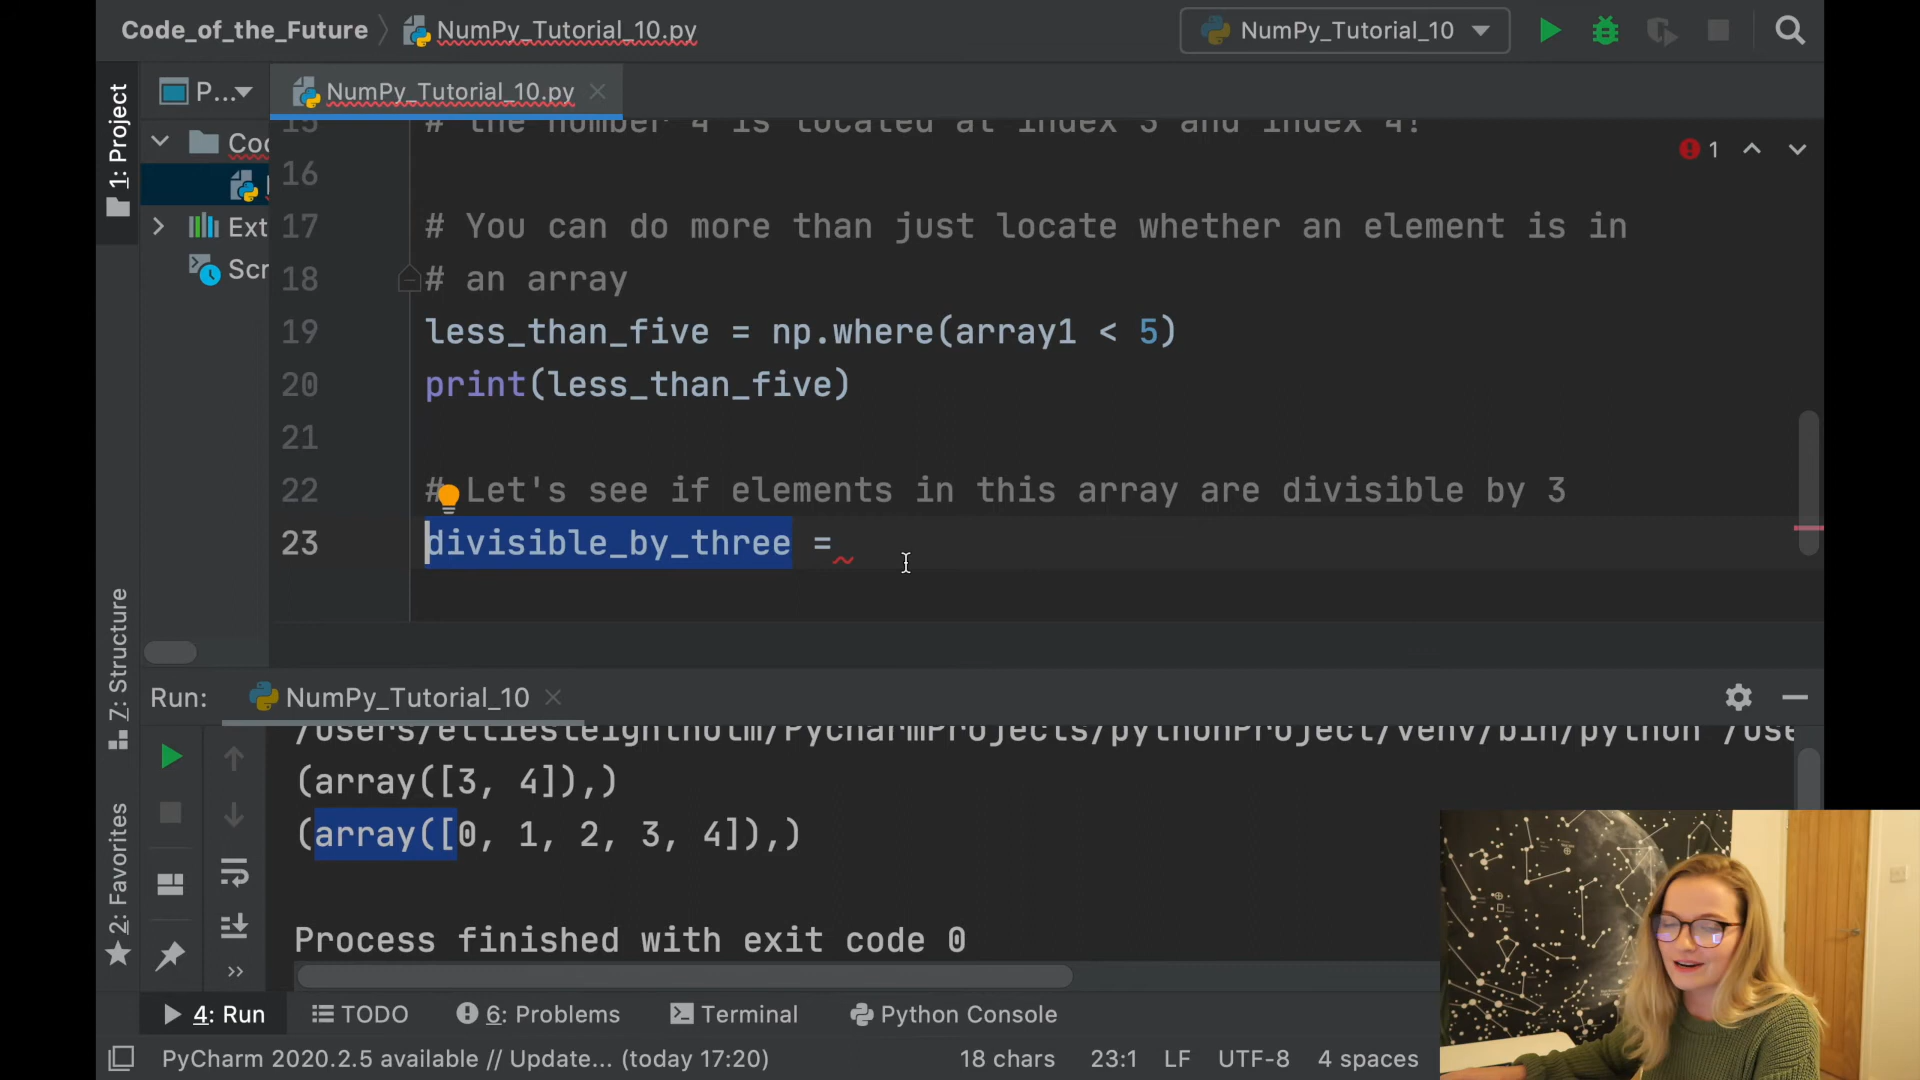 Code_of_the_Future
NumPy_Tutorial_10.py
NumPy_Tutorial_10
1: Project
P...
NumPy_Tutorial_10.py
15 # the number 4 is located at index 3 and index 4!
16
17 # You can do more than just locate whether an element is in
18 # an array
19 less_than_five = np.where(array1 < 5)
20 print(less_than_five)
21
22 # Let's see if elements in this array are divisible by 3
23 divisible_by_three =
1
Ext
Scr
7: Structure
2: Favorites
Run: NumPy_Tutorial_10
/Users/elliesleightholm/PycharmProjects/pythonProject/venv/bin/python /Use
(array([3, 4]),)
(array([0, 1, 2, 3, 4]),)
Process finished with exit code 0
4: Run
TODO
6: Problems
Terminal
Python Console
PyCharm 2020.2.5 available // Update... (today 17:20)
18 chars
23:1
LF
UTF-8
4 spaces